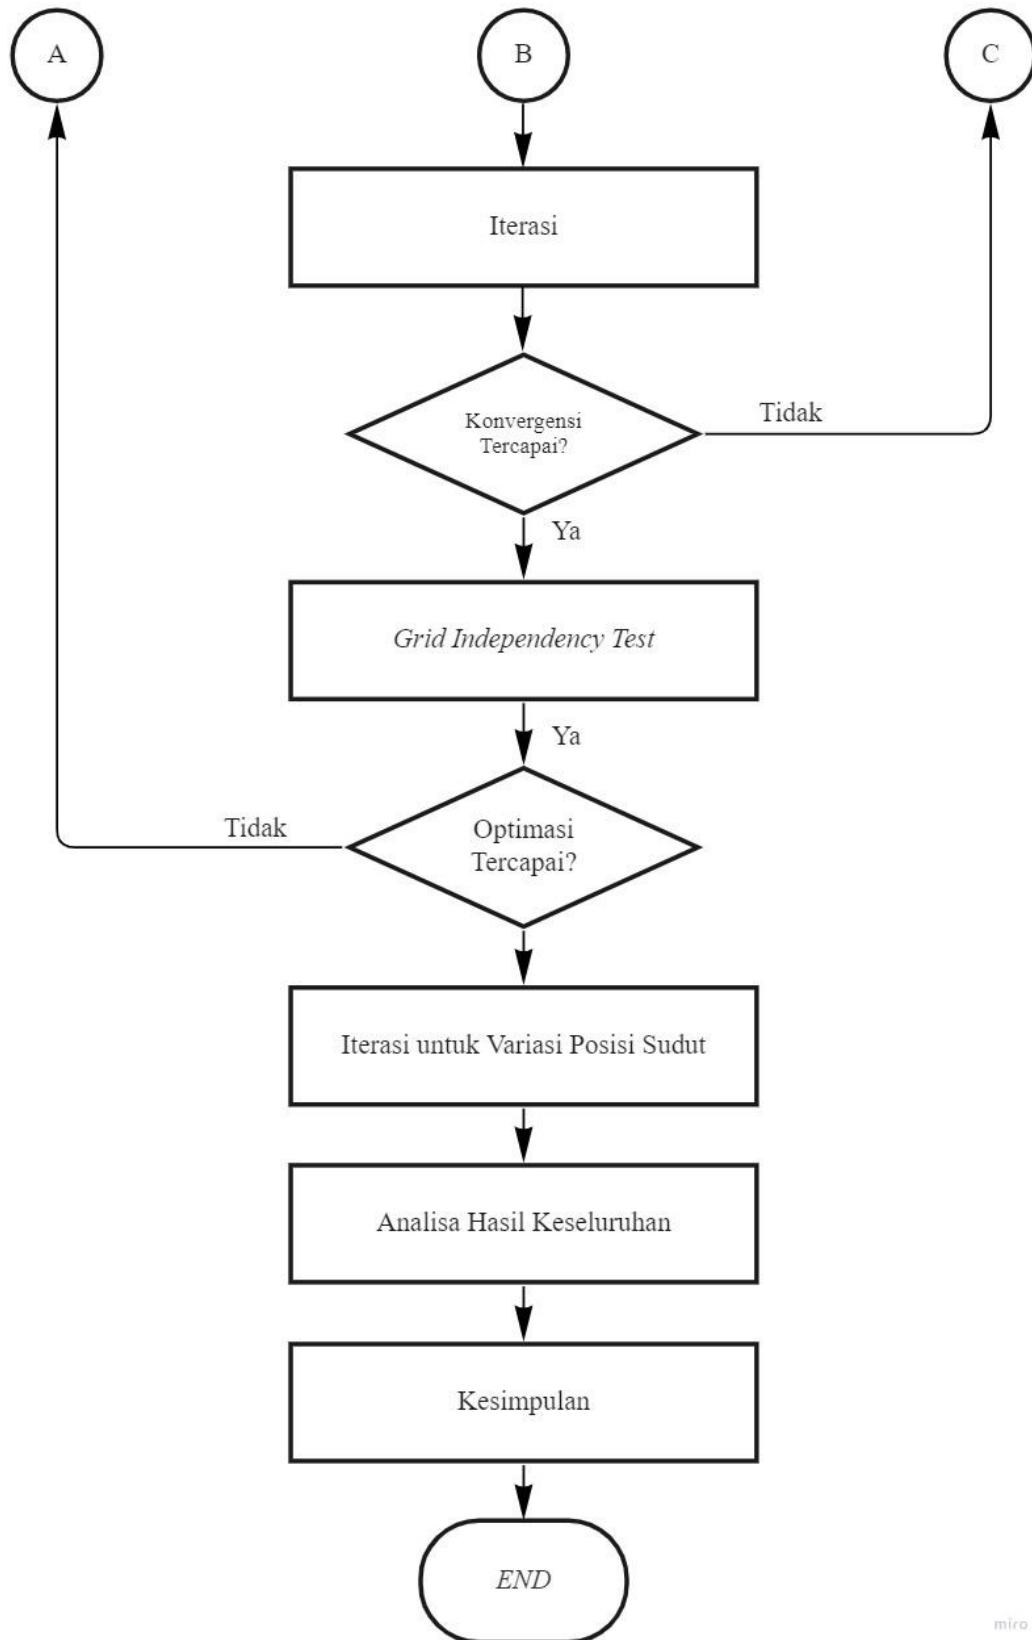 A
B
C
Iterasi
Konvergensi
Tercapai?
Tidak
Ya
Grid Independency Test
Ya
Tidak
Optimasi
Tercapai?
Iterasi untuk Variasi Posisi Sudut
Analisa Hasil Keseluruhan
Kesimpulan
END
miro